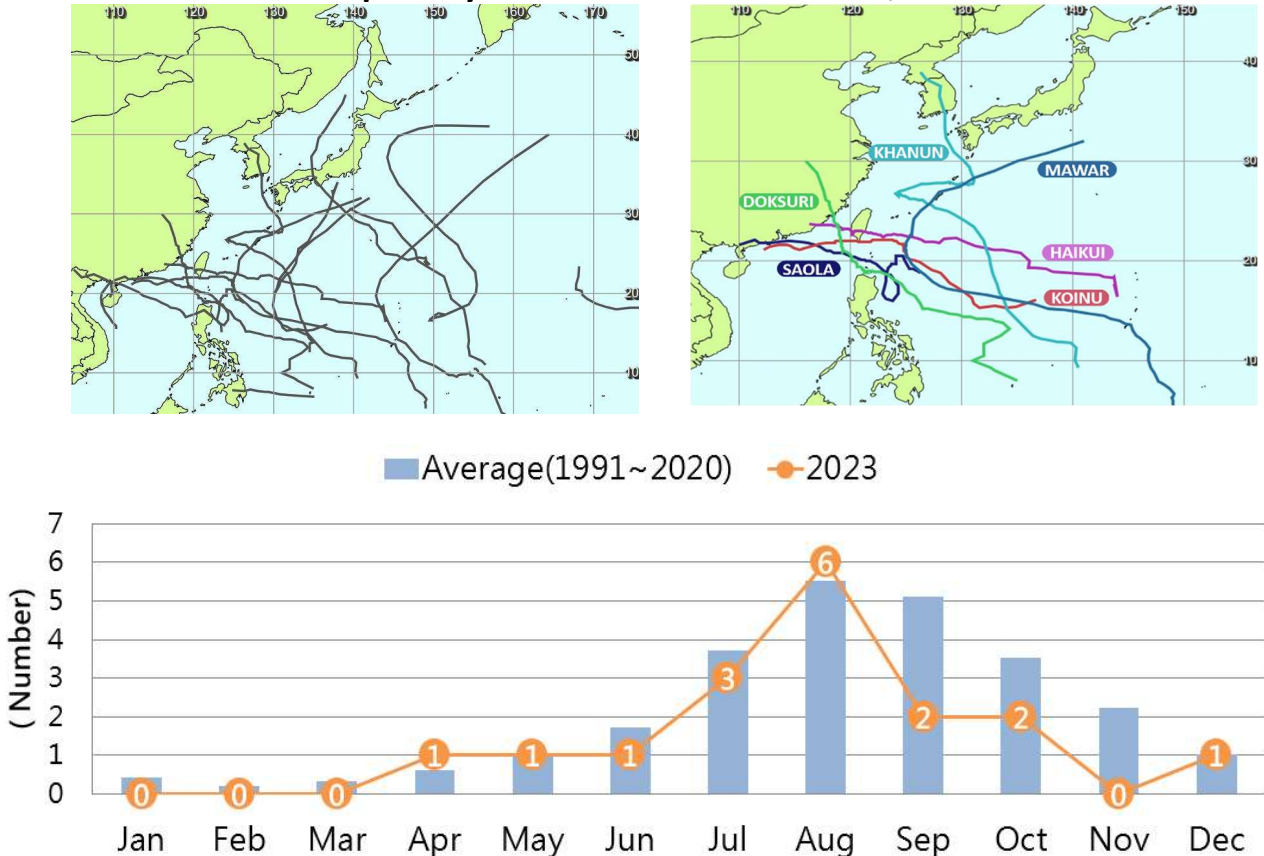 110 120 130 140 150 160 170
50
40
30
20
10
110 120 130 140 150
40
30
20
10
KHANUN
MAWAR
DOKSURI
HAIKUI
SAOLA
KOINU
Average(1991~2020) 2023
( Number)
7
6
5
4
3
2
1
0
0 0 0 1 1 1 3 6 2 2 0 1
Jan Feb Mar Apr May Jun Jul Aug Sep Oct Nov Dec